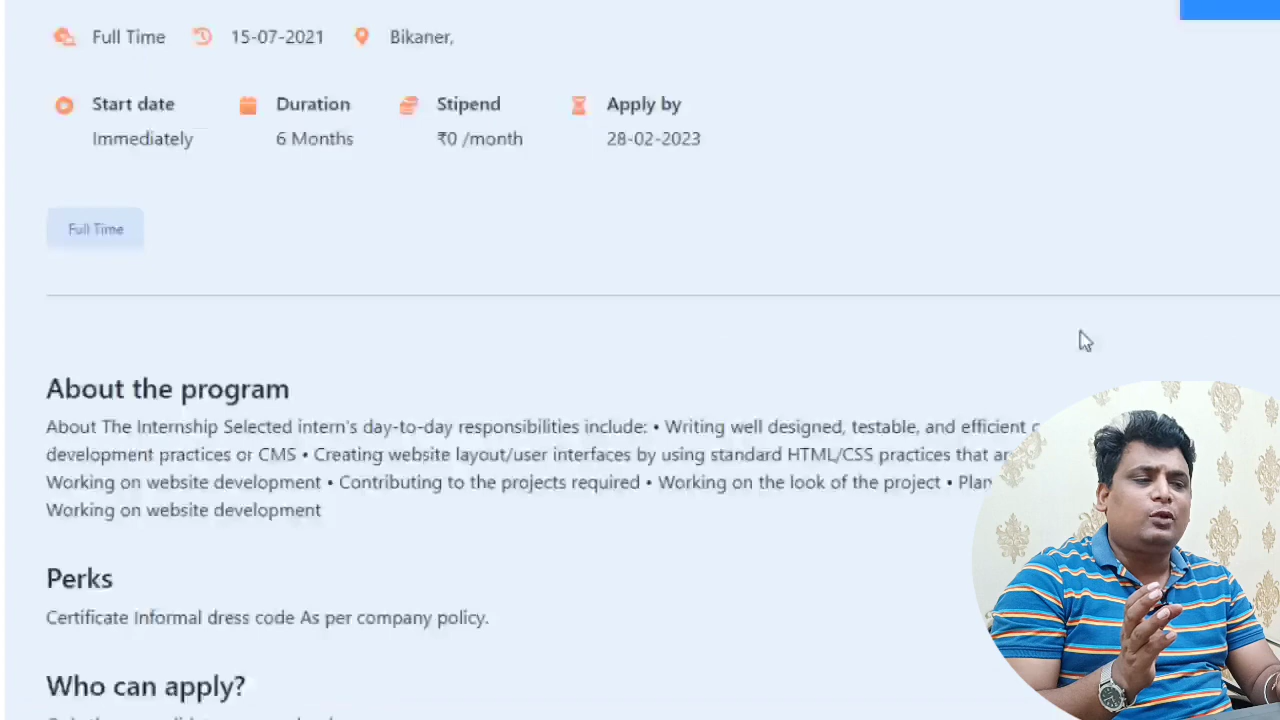 Full Time 15-07-2021 Bikaner,
Start date Duration Stipend Apply by
Immediately 6 Months ₹0 /month 28-02-2023
Full Time
About the program
About The Internship Selected intern's day-to-day responsibilities include: • Writing well designed, testable, and efficient
development practices or CMS • Creating website layout/user interfaces by using standard HTML/CSS practices that
Working on website development • Contributing to the projects required • Working on the look of the project •
Working on website development
Perks
Certificate Informal dress code As per company policy.
Who can apply?